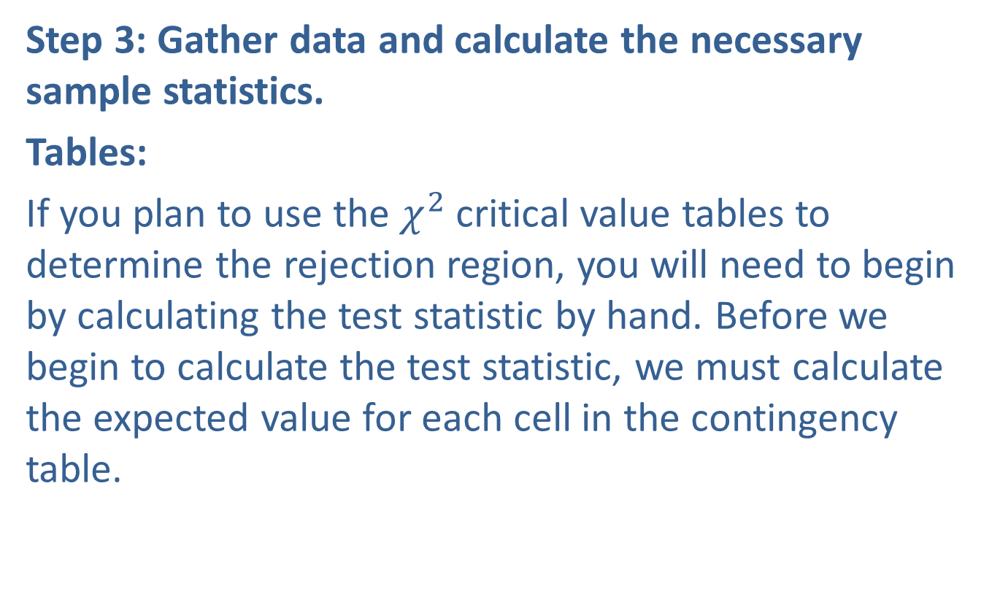 Step 3: Gather data and calculate the necessary
sample statistics.
Tables:
If you plan to use the χ² critical value tables to
determine the rejection region, you will need to begin
by calculating the test statistic by hand. Before we
begin to calculate the test statistic, we must calculate
the expected value for each cell in the contingency
table.